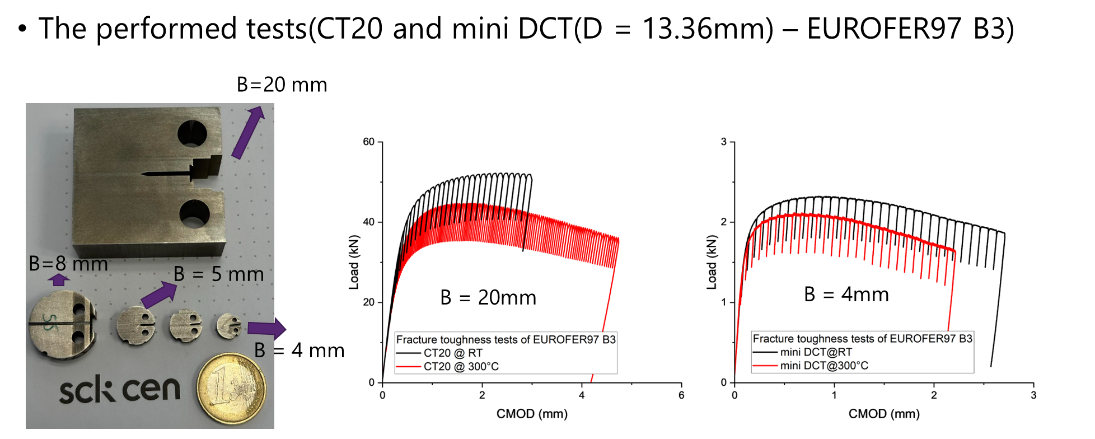 • The performed tests(CT20 and mini DCT(D = 13.36mm) – EUROFER97 B3)
B=20 mm
B=8 mm
B = 5 mm
B = 4 mm
SS
sck cen
1
60
40
20
0
Load (kN)
B = 20mm
Fracture toughness tests of EUROFER97 B3
CT20 @ RT
CT20 @ 300°C
0 2 4 6
CMOD (mm)
3
2
1
0
Load (kN)
B = 4mm
Fracture toughness tests of EUROFER97 B3
mini DCT@RT
mini DCT@300°C
0 1 2 3
CMOD (mm)